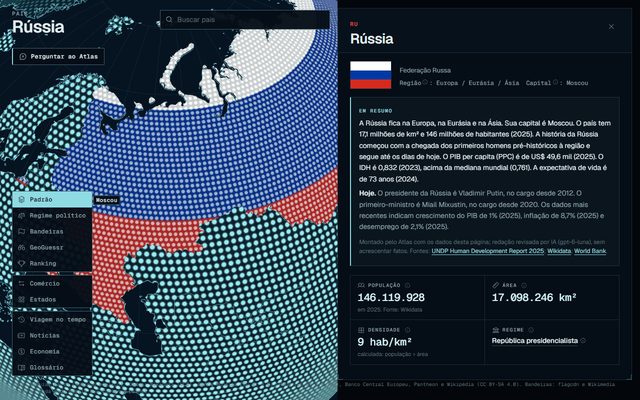 PAÍS
Rússia
Buscar país
Perguntar ao Atlas
Padrão
Moscou
Regime político
Bandeiras
GeoGuessr
Ranking
Comércio
Estados
Viagem no tempo
Notícias
Economia
Glossário
RU
Rússia
Federação Russa
Região : Europa / Eurásia / Ásia Capital : Moscou
EM RESUMO
A Rússia fica na Europa, na Eurásia e na Ásia. Sua capital é Moscou. O país tem
17,1 milhões de km² e 146 milhões de habitantes (2025). A história da Rússia
começou com a chegada dos primeiros homens pré-históricos à região e
segue até os dias de hoje. O PIB per capita (PPC) é de US$ 49,6 mil (2025). O
IDH é 0,832 (2023), acima da mediana mundial (0,761). A expectativa de vida é
de 73 anos (2024).
Hoje. O presidente da Rússia é Vladimir Putin, no cargo desde 2012. O
primeiro-ministro é Miail Mixustin, no cargo desde 2020. Os dados mais
recentes indicam crescimento do PIB de 1% (2025), inflação de 8,7% (2025) e
desemprego de 2,1% (2025).
Montado pelo Atlas com os dados desta página; redação revisada por IA (gpt-6-luna), sem
acrescentar fatos. Fontes: UNDP Human Development Report 2025, Wikidata, World Bank
POPULAÇÃO
146.119.928
em 2025. Fonte: Wikidata
ÁREA
17.098.246 km²
DENSIDADE
9 hab/km²
calculada: população ÷ área
REGIME
República presidencialista
, Banco Central Europeu, Pantheon e Wikipédia (CC BY-SA 4.0). Bandeiras: flagcdn e Wikimedia